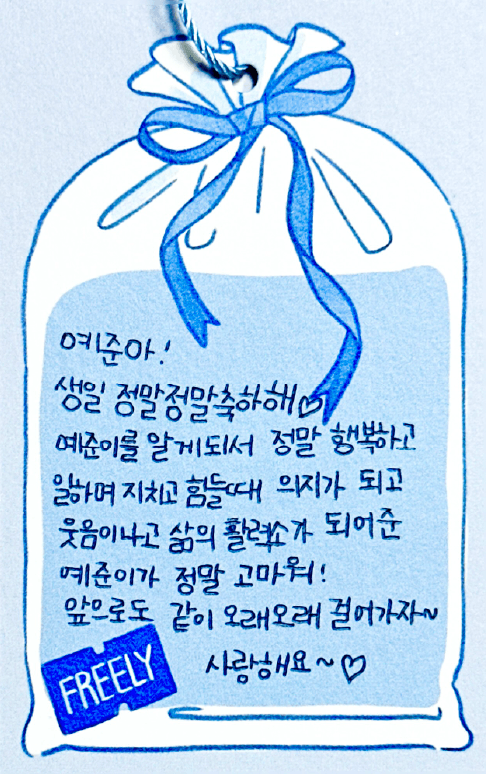 예준아!
생일 정말정말축하해♡
예준이를 알게되서 정말 행복하고
일하며 지치고 힘들때 의지가 되고
웃음이나고 삶의 활력소가 되어준
예준이가 정말 고마워!
앞으로도 같이 오래오래 걸어가자~
사랑해요~♡
FREELY